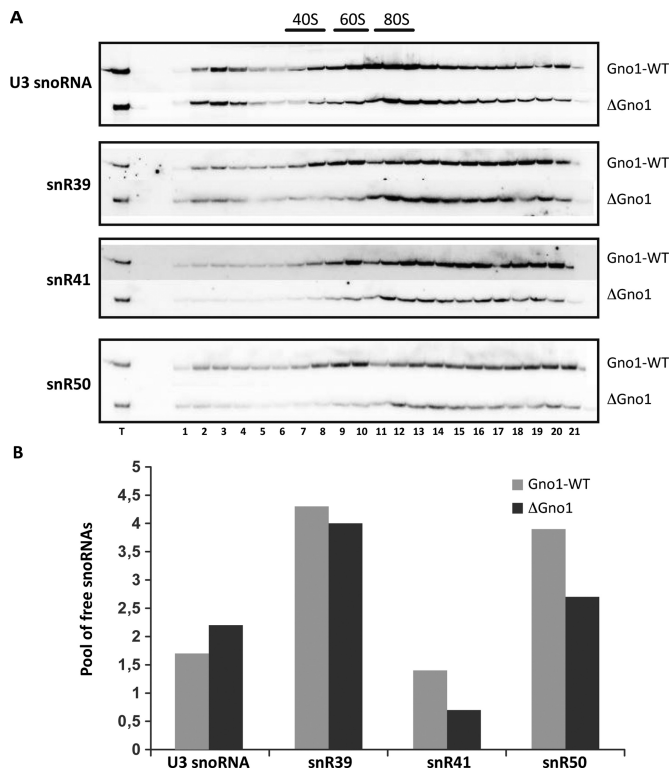 A
40S 60S 80S
U3 snoRNA
Gno1-WT
ΔGno1
snR39
Gno1-WT
ΔGno1
snR41
Gno1-WT
ΔGno1
snR50
Gno1-WT
ΔGno1
T 1 2 3 4 5 6 7 8 9 10 11 12 13 14 15 16 17 18 19 20 21
B
Pool of free snoRNAs
5
4,5
4
3,5
3
2,5
2
1,5
1
0,5
0
Gno1-WT
ΔGno1
U3 snoRNA snR39 snR41 snR50